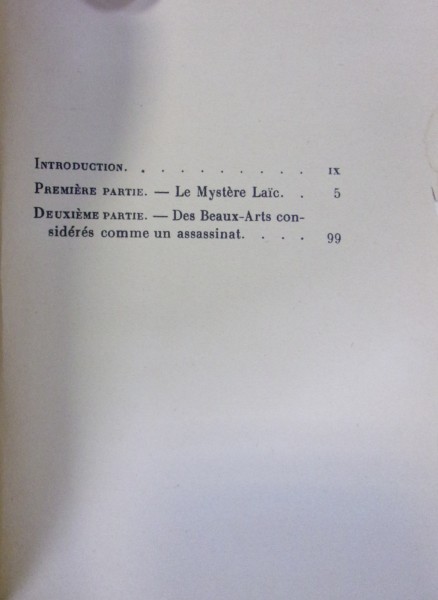 Introduction. . . . . . . . . . ix
Première partie. — Le Mystère Laïc. . 5
Deuxième partie. — Des Beaux-Arts con-
sidérés comme un assassinat. . . . 99